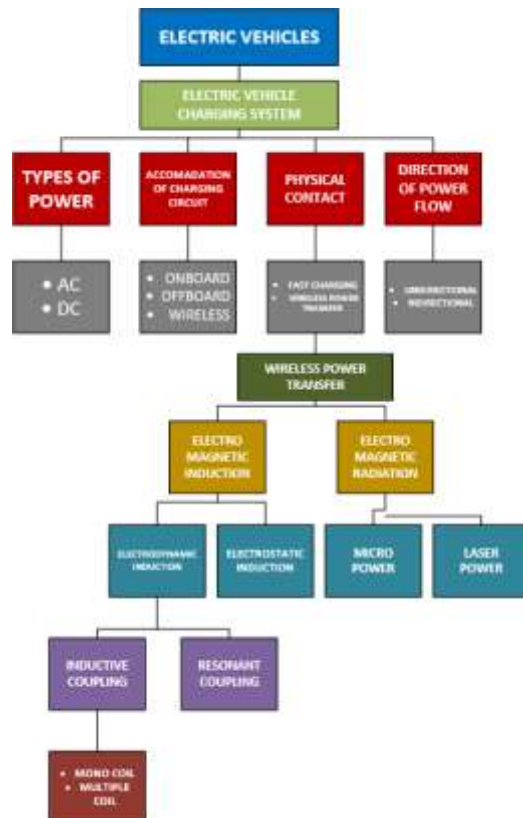 ELECTRIC VEHICLES
ELECTRIC VEHICLE
CHARGING SYSTEM
TYPES OF
POWER
ACCOMADATION
OF CHARGING
CIRCUIT
PHYSICAL
CONTACT
DIRECTION
OF POWER
FLOW
• AC
• DC
• ONBOARD
• OFFBOARD
• WIRELESS
• EASY CHARGING
• WIRELESS POWER
TRANSFER
• UNIDIRECTIONAL
• BIDIRECTIONAL
WIRELESS POWER
TRANSFER
ELECTRO
MAGNETIC
INDUCTION
ELECTRO
MAGNETIC
RADIATION
ELECTRODYNAMIC
INDUCTION
ELECTROSTATIC
INDUCTION
MICRO
POWER
LASER
POWER
INDUCTIVE
COUPLING
RESONANT
COUPLING
• MONO COIL
• MULTIPLE
COIL